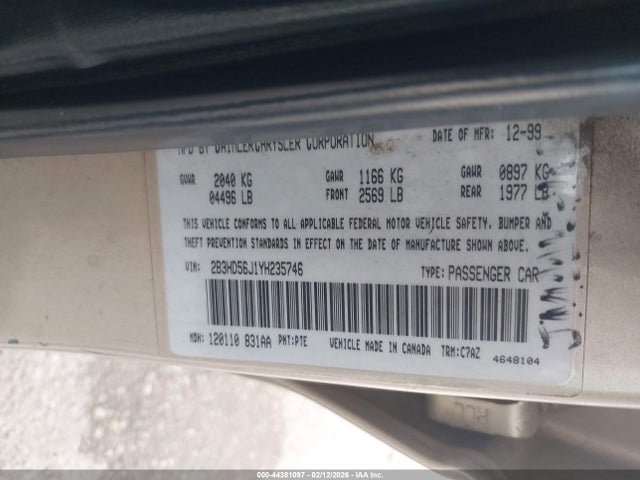 MFD BY DAIMLERCHRYSLER CORPORATION DATE OF MFR: 12-99
GVWR 2040 KG GAWR 1166 KG GAWR 0897 KG
04496 LB FRONT 2569 LB REAR 1977 LB
THIS VEHICLE CONFORMS TO ALL APPLICABLE FEDERAL MOTOR VEHICLE SAFETY, BUMPER AND
THEFT PREVENTION STANDARDS IN EFFECT ON THE DATE OF MANUFACTURE SHOWN ABOVE.
VIN: 2B3HD56J1YH235746 TYPE: PASSENGER CAR
MDH: 120110 831AA PNT: PTE VEHICLE MADE IN CANADA TRM: C7AZ 4648104
000-44381097 - 02/12/2026 - IAA Inc.